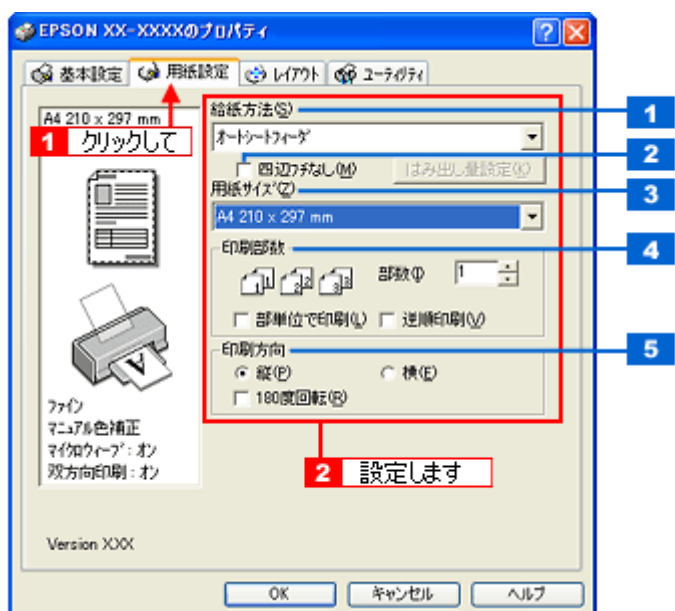 EPSON XX-XXXXのプロパティ
基本設定 用紙設定 レイアウト ユーティリティ
A4 210 x 297 mm
1 クリックして
給紙方法(S)
1
オートシートフィーダ
2
四辺フチなし(M) はみ出し量設定(K)
用紙サイズ(Z)
3
A4 210 x 297 mm
印刷部数
4
部数(I) 1
部単位で印刷(L) 逆順印刷(V)
印刷方向
5
縦(P) 横(E)
180度回転(R)
ファイン
マニュアル色補正
マイクロウィーブ：オン
双方向印刷：オン
2 設定します
Version XXX
OK キャンセル ヘルプ